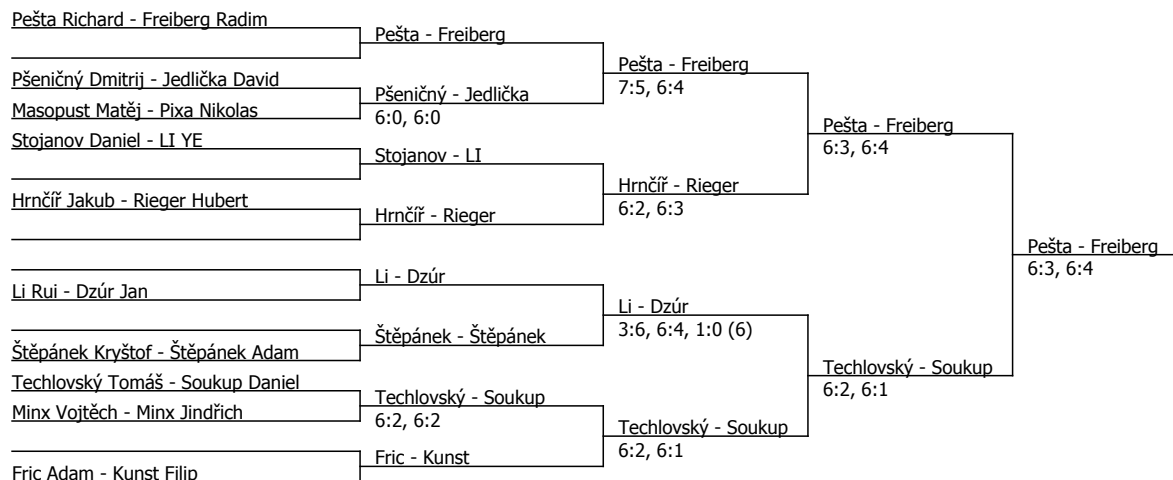 Pešta Richard - Freiberg Radim
Pšeničný Dmitrij - Jedlička David
Masopust Matěj - Pixa Nikolas
Stojanov Daniel - LI YE
Hrnčíř Jakub - Rieger Hubert
Li Rui - Dzúr Jan
Štěpánek Kryštof - Štěpánek Adam
Techlovský Tomáš - Soukup Daniel
Minx Vojtěch - Minx Jindřich
Fric Adam - Kunst Filip
Pešta - Freiberg
Pšeničný - Jedlička
6:0, 6:0
Stojanov - LI
Hrnčíř - Rieger
Li - Dzúr
Štěpánek - Štěpánek
Techlovský - Soukup
6:2, 6:2
Fric - Kunst
Pešta - Freiberg
7:5, 6:4
Hrnčíř - Rieger
6:2, 6:3
Li - Dzúr
3:6, 6:4, 1:0 (6)
Techlovský - Soukup
6:2, 6:1
Pešta - Freiberg
6:3, 6:4
Techlovský - Soukup
6:2, 6:1
Pešta - Freiberg
6:3, 6:4